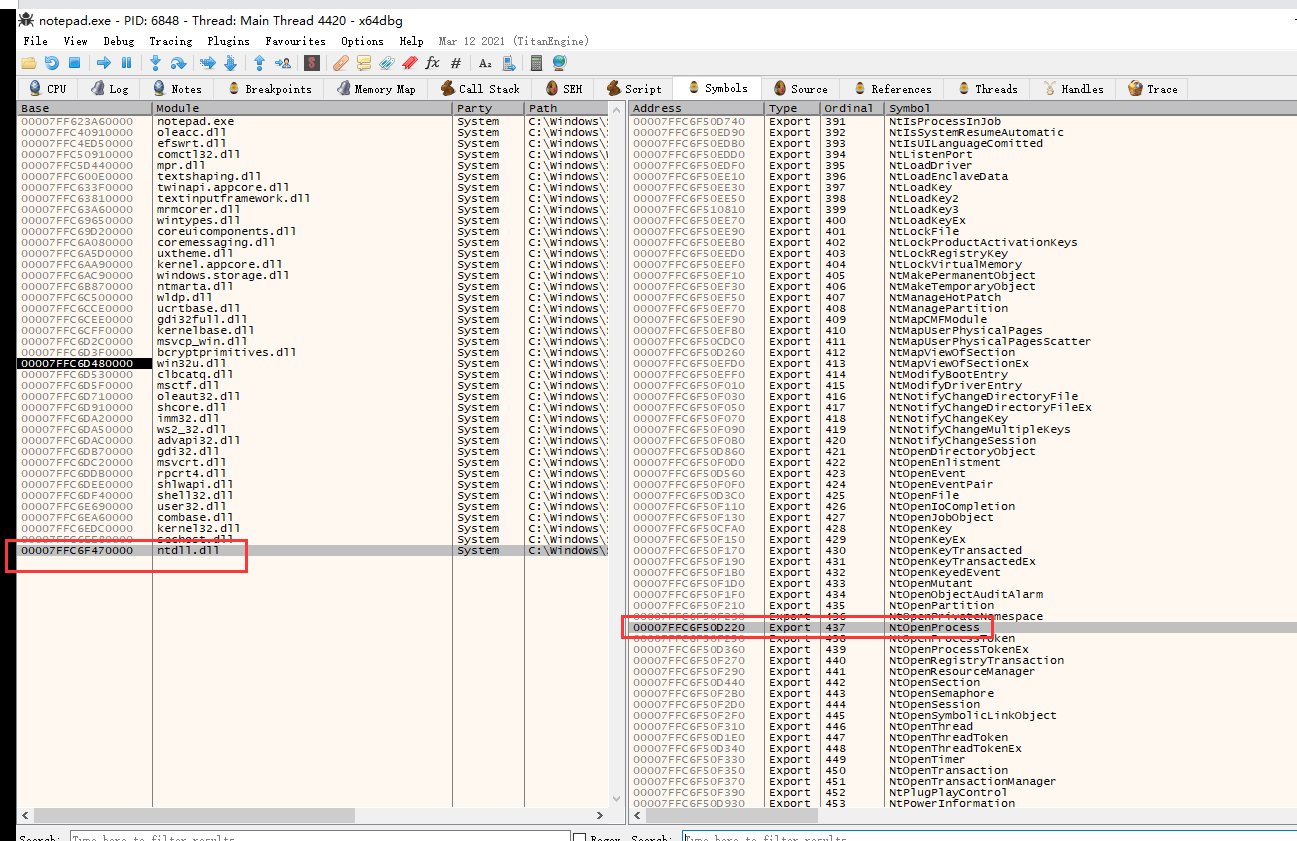 notepad.exe - PID: 6848 - Thread: Main Thread 4420 - x64dbg
File View Debug Tracing Plugins Favourites Options Help Mar 12 2021 (TitanEngine)
CPU Log Notes Breakpoints Memory Map Call Stack SEH Script Symbols Source References Threads Handles Trace
Base Module Party Path
00007FF623A60000 notepad.exe System C:\Windows\
00007FFC40910000 oleacc.dll System C:\Windows\
00007FFC4ED50000 efswrt.dll System C:\Windows\
00007FFC50910000 comctl32.dll System C:\Windows\
00007FFC5D440000 mpr.dll System C:\Windows\
00007FFC600E0000 textshaping.dll System C:\Windows\
00007FFC633F0000 twinapi.appcore.dll System C:\Windows\
00007FFC63810000 textinputframework.dll System C:\Windows\
00007FFC63A60000 mrmcorer.dll System C:\Windows\
00007FFC69650000 wintypes.dll System C:\Windows\
00007FFC69D20000 coreuicomponents.dll System C:\Windows\
00007FFC6A080000 coremessaging.dll System C:\Windows\
00007FFC6A5D0000 uxtheme.dll System C:\Windows\
00007FFC6AA90000 kernel.appcore.dll System C:\Windows\
00007FFC6AC90000 windows.storage.dll System C:\Windows\
00007FFC6B870000 ntmarta.dll System C:\Windows\
00007FFC6C500000 wldp.dll System C:\Windows\
00007FFC6CCE0000 ucrtbase.dll System C:\Windows\
00007FFC6CEE0000 gdi32full.dll System C:\Windows\
00007FFC6CFF0000 kernelbase.dll System C:\Windows\
00007FFC6D2C0000 msvcp_win.dll System C:\Windows\
00007FFC6D3F0000 bcryptprimitives.dll System C:\Windows\
00007FFC6D480000 win32u.dll System C:\Windows\
00007FFC6D530000 clbcatq.dll System C:\Windows\
00007FFC6D5F0000 msctf.dll System C:\Windows\
00007FFC6D710000 oleaut32.dll System C:\Windows\
00007FFC6D910000 shcore.dll System C:\Windows\
00007FFC6DA20000 imm32.dll System C:\Windows\
00007FFC6DA50000 ws2_32.dll System C:\Windows\
00007FFC6DAC0000 advapi32.dll System C:\Windows\
00007FFC6DB70000 gdi32.dll System C:\Windows\
00007FFC6DC20000 msvcrt.dll System C:\Windows\
00007FFC6DDB0000 rpcrt4.dll System C:\Windows\
00007FFC6DEE0000 shlwapi.dll System C:\Windows\
00007FFC6DF40000 shell32.dll System C:\Windows\
00007FFC6E690000 user32.dll System C:\Windows\
00007FFC6EA60000 combase.dll System C:\Windows\
00007FFC6EDC0000 kernel32.dll System C:\Windows\
sechost.dll System C:\Windows\
00007FFC6F470000 ntdll.dll System C:\Windows\
Address Type Ordinal Symbol
00007FFC6F50D740 Export 391 NtIsProcessInJob
00007FFC6F50ED90 Export 392 NtIsSystemResumeAutomatic
00007FFC6F50EDB0 Export 393 NtIsUILanguageComitted
00007FFC6F50EDD0 Export 394 NtListenPort
00007FFC6F50EDF0 Export 395 NtLoadDriver
00007FFC6F50EE10 Export 396 NtLoadEnclaveData
00007FFC6F50EE30 Export 397 NtLoadKey
00007FFC6F50EE50 Export 398 NtLoadKey2
00007FFC6F510810 Export 399 NtLoadKey3
00007FFC6F50EE70 Export 400 NtLoadKeyEx
00007FFC6F50EE90 Export 401 NtLockFile
00007FFC6F50EEB0 Export 402 NtLockProductActivationKeys
00007FFC6F50EED0 Export 403 NtLockRegistryKey
00007FFC6F50EEF0 Export 404 NtLockVirtualMemory
00007FFC6F50EF10 Export 405 NtMakePermanentObject
00007FFC6F50EF30 Export 406 NtMakeTemporaryObject
00007FFC6F50EF50 Export 407 NtManageHotPatch
00007FFC6F50EF70 Export 408 NtManagePartition
00007FFC6F50EF90 Export 409 NtMapCMFModule
00007FFC6F50EFB0 Export 410 NtMapUserPhysicalPages
00007FFC6F50CDC0 Export 411 NtMapUserPhysicalPagesScatter
00007FFC6F50D260 Export 412 NtMapViewOfSection
00007FFC6F50EFD0 Export 413 NtMapViewOfSectionEx
00007FFC6F50EFF0 Export 414 NtModifyBootEntry
00007FFC6F50F010 Export 415 NtModifyDriverEntry
00007FFC6F50F030 Export 416 NtNotifyChangeDirectoryFile
00007FFC6F50F050 Export 417 NtNotifyChangeDirectoryFileEx
00007FFC6F50F070 Export 418 NtNotifyChangeKey
00007FFC6F50F090 Export 419 NtNotifyChangeMultipleKeys
00007FFC6F50F0B0 Export 420 NtNotifyChangeSession
00007FFC6F50D860 Export 421 NtOpenDirectoryObject
00007FFC6F50F0D0 Export 422 NtOpenEnlistment
00007FFC6F50D560 Export 423 NtOpenEvent
00007FFC6F50F0F0 Export 424 NtOpenEventPair
00007FFC6F50D3C0 Export 425 NtOpenFile
00007FFC6F50F110 Export 426 NtOpenIoCompletion
00007FFC6F50F130 Export 427 NtOpenJobObject
00007FFC6F50CFA0 Export 428 NtOpenKey
00007FFC6F50F150 Export 429 NtOpenKeyEx
00007FFC6F50F170 Export 430 NtOpenKeyTransacted
00007FFC6F50F190 Export 431 NtOpenKeyTransactedEx
00007FFC6F50F1B0 Export 432 NtOpenKeyedEvent
00007FFC6F50F1D0 Export 433 NtOpenMutant
00007FFC6F50F1F0 Export 434 NtOpenObjectAuditAlarm
00007FFC6F50F210 Export 435 NtOpenPartition
00007FFC6F50F230 Export 436 NtOpenPrivateNamespace
00007FFC6F50D220 Export 437 NtOpenProcess
00007FFC6F50F250 Export 438 NtOpenProcessToken
00007FFC6F50D360 Export 439 NtOpenProcessTokenEx
00007FFC6F50F270 Export 440 NtOpenRegistryTransaction
00007FFC6F50F290 Export 441 NtOpenResourceManager
00007FFC6F50D440 Export 442 NtOpenSection
00007FFC6F50F2B0 Export 443 NtOpenSemaphore
00007FFC6F50F2D0 Export 444 NtOpenSession
00007FFC6F50F2F0 Export 445 NtOpenSymbolicLinkObject
00007FFC6F50F310 Export 446 NtOpenThread
00007FFC6F50D1E0 Export 447 NtOpenThreadToken
00007FFC6F50D340 Export 448 NtOpenThreadTokenEx
00007FFC6F50F330 Export 449 NtOpenTimer
00007FFC6F50F350 Export 450 NtOpenTransaction
00007FFC6F50F370 Export 451 NtOpenTransactionManager
00007FFC6F50F390 Export 452 NtPlugPlayControl
00007FFC6F50D930 Export 453 NtPowerInformation
Search: Type here to filter results... Regex Search: Type here to filter results...